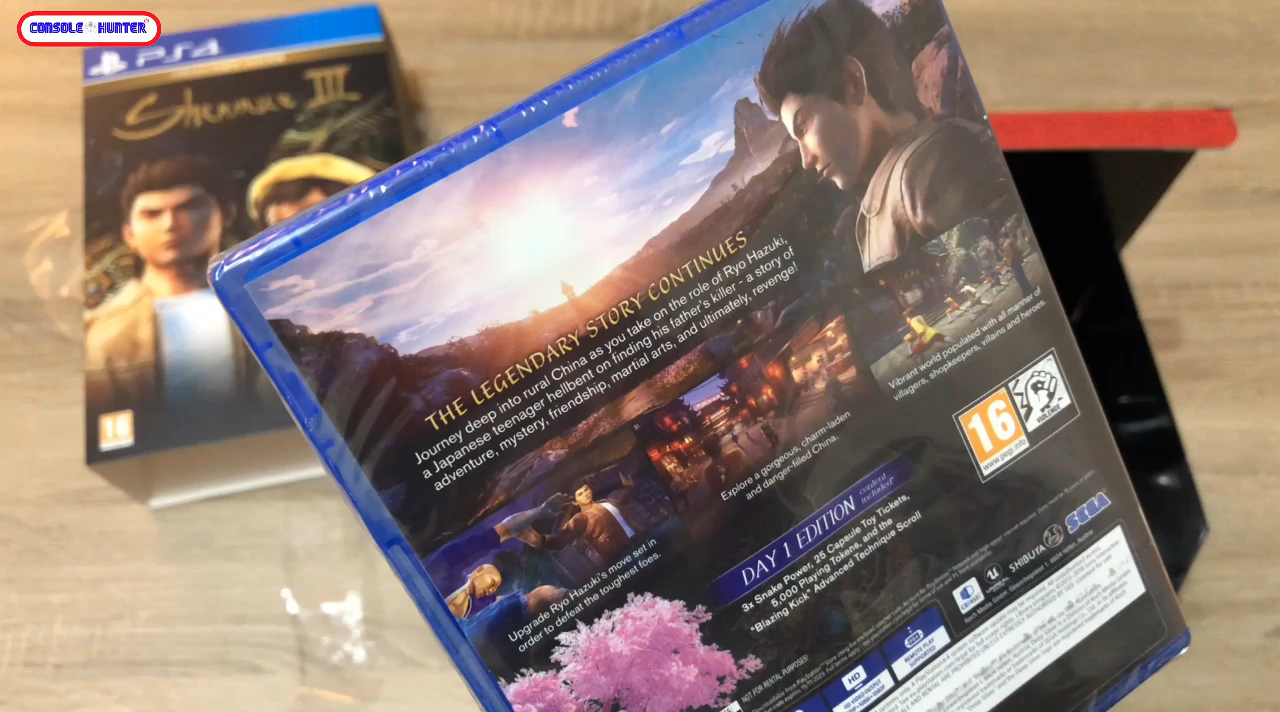 CONSOLE HUNTER
PS4
Shenmue III
16
THE LEGENDARY STORY CONTINUES
Journey deep into rural China as you take on the role of Ryo Hazuki,
a Japanese teenager hellbent on finding his father's killer - a story of
adventure, mystery, friendship, martial arts, and ultimately, revenge!
Vibrant world populated with all manner of
villagers, shopkeepers, villains and heroes.
Explore a gorgeous, charm-laden
and danger-filled China.
Upgrade Ryo Hazuki's move set in
order to defeat the toughest foes.
16
www.pegi.info
VIOLENCE
DAY 1 EDITION content included*
3x Snake Power, 25 Capsule Toy Tickets,
5,000 Playing Tokens, and the
"Blazing Kick" Advanced Technique Scroll
SHIBUYA
SEGA
NOT FOR RENTAL PURPOSES!
HD
REMOTE PLAY
SUPPORTED